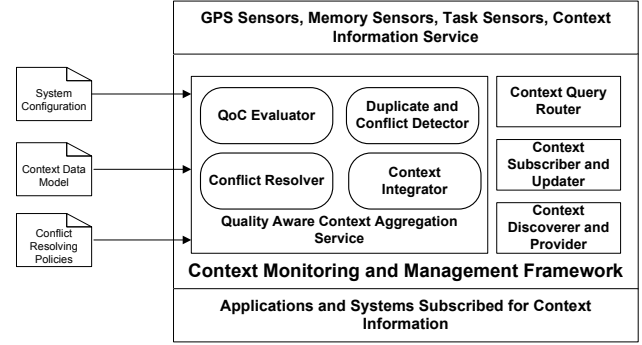 GPS Sensors, Memory Sensors, Task Sensors, Context
Information Service
System
Configuration
Context Data
Model
Conflict
Resolving
Policies
QoC Evaluator
Duplicate and
Conflict Detector
Conflict Resolver
Context
Integrator
Quality Aware Context Aggregation
Service
Context Query
Router
Context
Subscriber and
Updater
Context
Discoverer and
Provider
Context Monitoring and Management Framework
Applications and Systems Subscribed for Context
Information